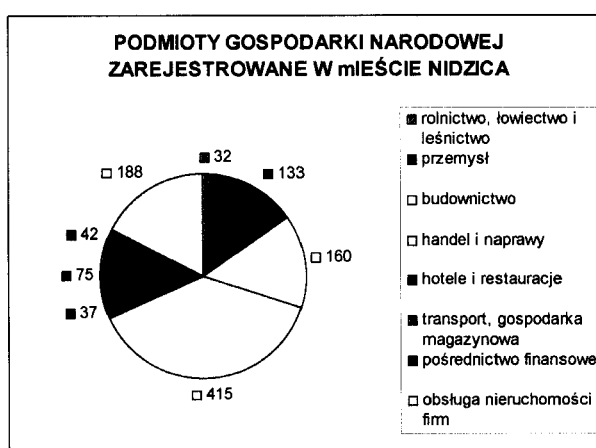 PODMIOTY GOSPODARKI NARODOWEJ
ZAREJESTROWANE W mIEŚCIE NIDZICA
32
133
160
415
37
75
42
188
rolnictwo, łowiectwo i
leśnictwo
przemysł
budownictwo
handel i naprawy
hotele i restauracje
transport, gospodarka
magazynowa
pośrednictwo finansowe
obsługa nieruchomości
firm